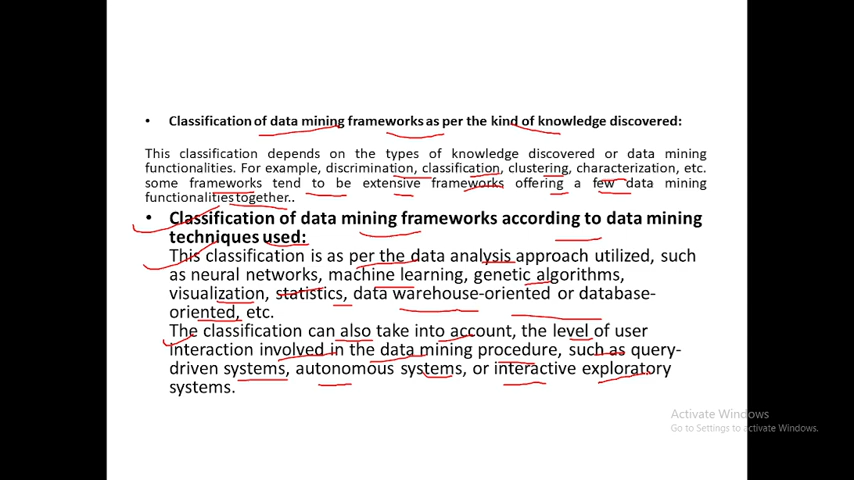 • Classification of data mining frameworks as per the kind of knowledge discovered:
This classification depends on the types of knowledge discovered or data mining
functionalities. For example, discrimination, classification, clustering, characterization, etc.
some frameworks tend to be extensive frameworks offering a few data mining
functionalities together..
• Classification of data mining frameworks according to data mining
techniques used:
This classification is as per the data analysis approach utilized, such
as neural networks, machine learning, genetic algorithms,
visualization, statistics, data warehouse-oriented or database-
oriented, etc.
The classification can also take into account, the level of user
interaction involved in the data mining procedure, such as query-
driven systems, autonomous systems, or interactive exploratory
systems.
Activate Windows
Go to Settings to activate Windows.